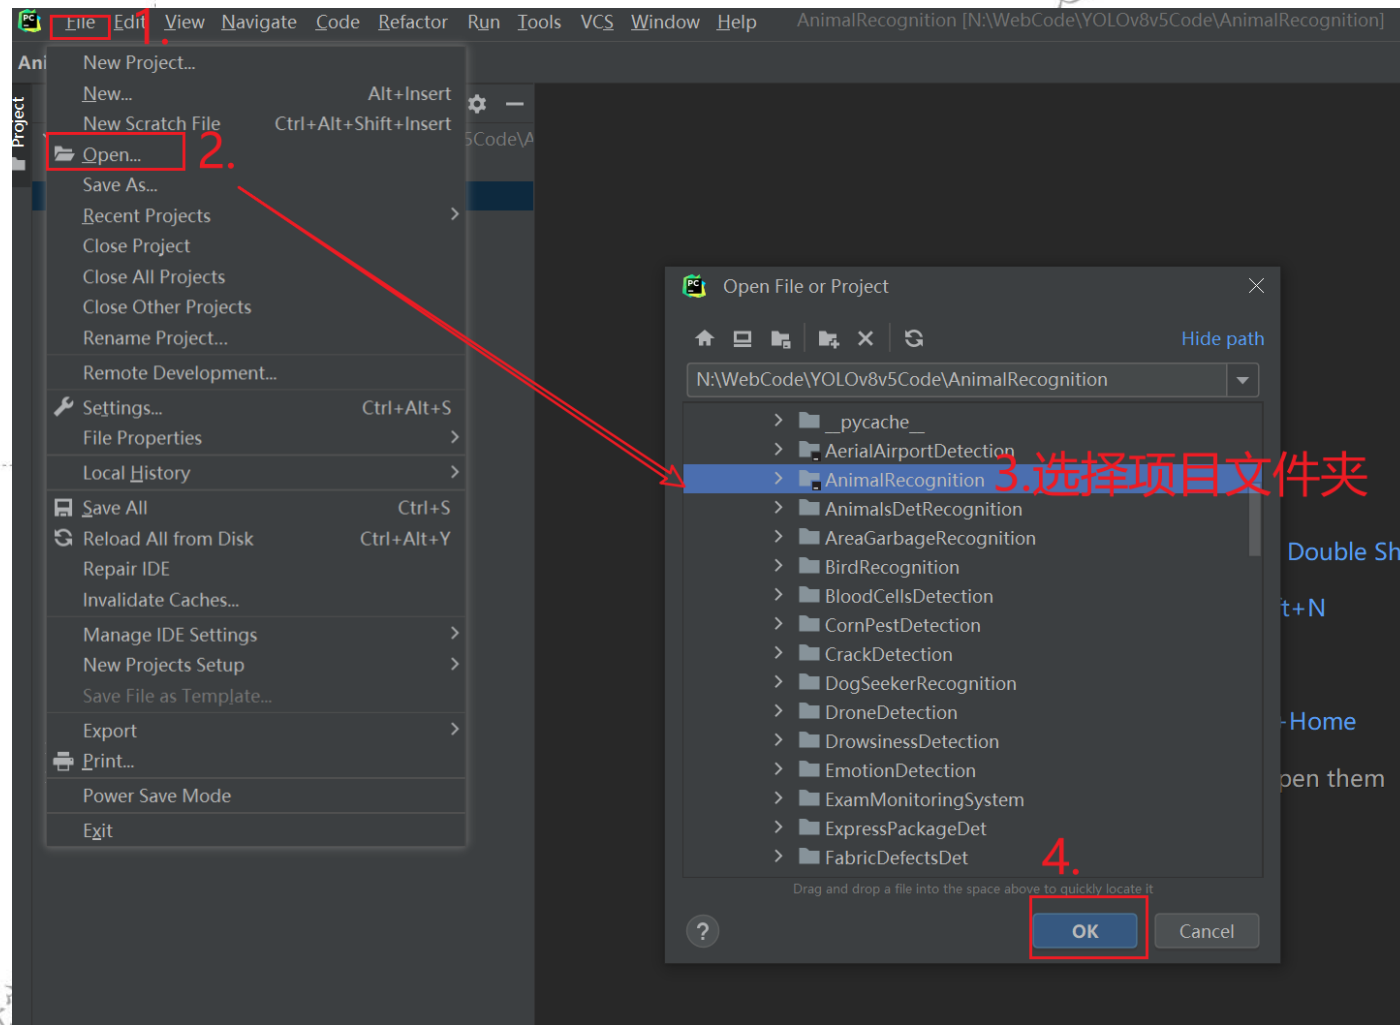 File Edit View Navigate Code Refactor Run Tools VCS Window Help AnimalRecognition [N:\WebCode\YOLOv8v5Code\AnimalRecognition]
1.
Ani
Project
New Project...
New... Alt+Insert
New Scratch File Ctrl+Alt+Shift+Insert
Open...
2.
5Code\A
Save As...
Recent Projects
Close Project
Close All Projects
Close Other Projects
Rename Project...
Remote Development...
Settings... Ctrl+Alt+S
File Properties
Local History
Save All Ctrl+S
Reload All from Disk Ctrl+Alt+Y
Repair IDE
Invalidate Caches...
Manage IDE Settings
New Projects Setup
Save File as Template...
Export
Print...
Power Save Mode
Exit
PC Open File or Project
Hide path
N:\WebCode\YOLOv8v5Code\AnimalRecognition
__pycache__
AerialAirportDetection
AnimalRecognition
3.选择项目文件夹
AnimalsDetRecognition
AreaGarbageRecognition
BirdRecognition
BloodCellsDetection
CornPestDetection
CrackDetection
DogSeekerRecognition
DroneDetection
DrowsinessDetection
EmotionDetection
ExamMonitoringSystem
ExpressPackageDet
FabricDefectsDet
4.
Drag and drop a file into the space above to quickly locate it
? OK Cancel
Double Sh
ft+N
-Home
pen them